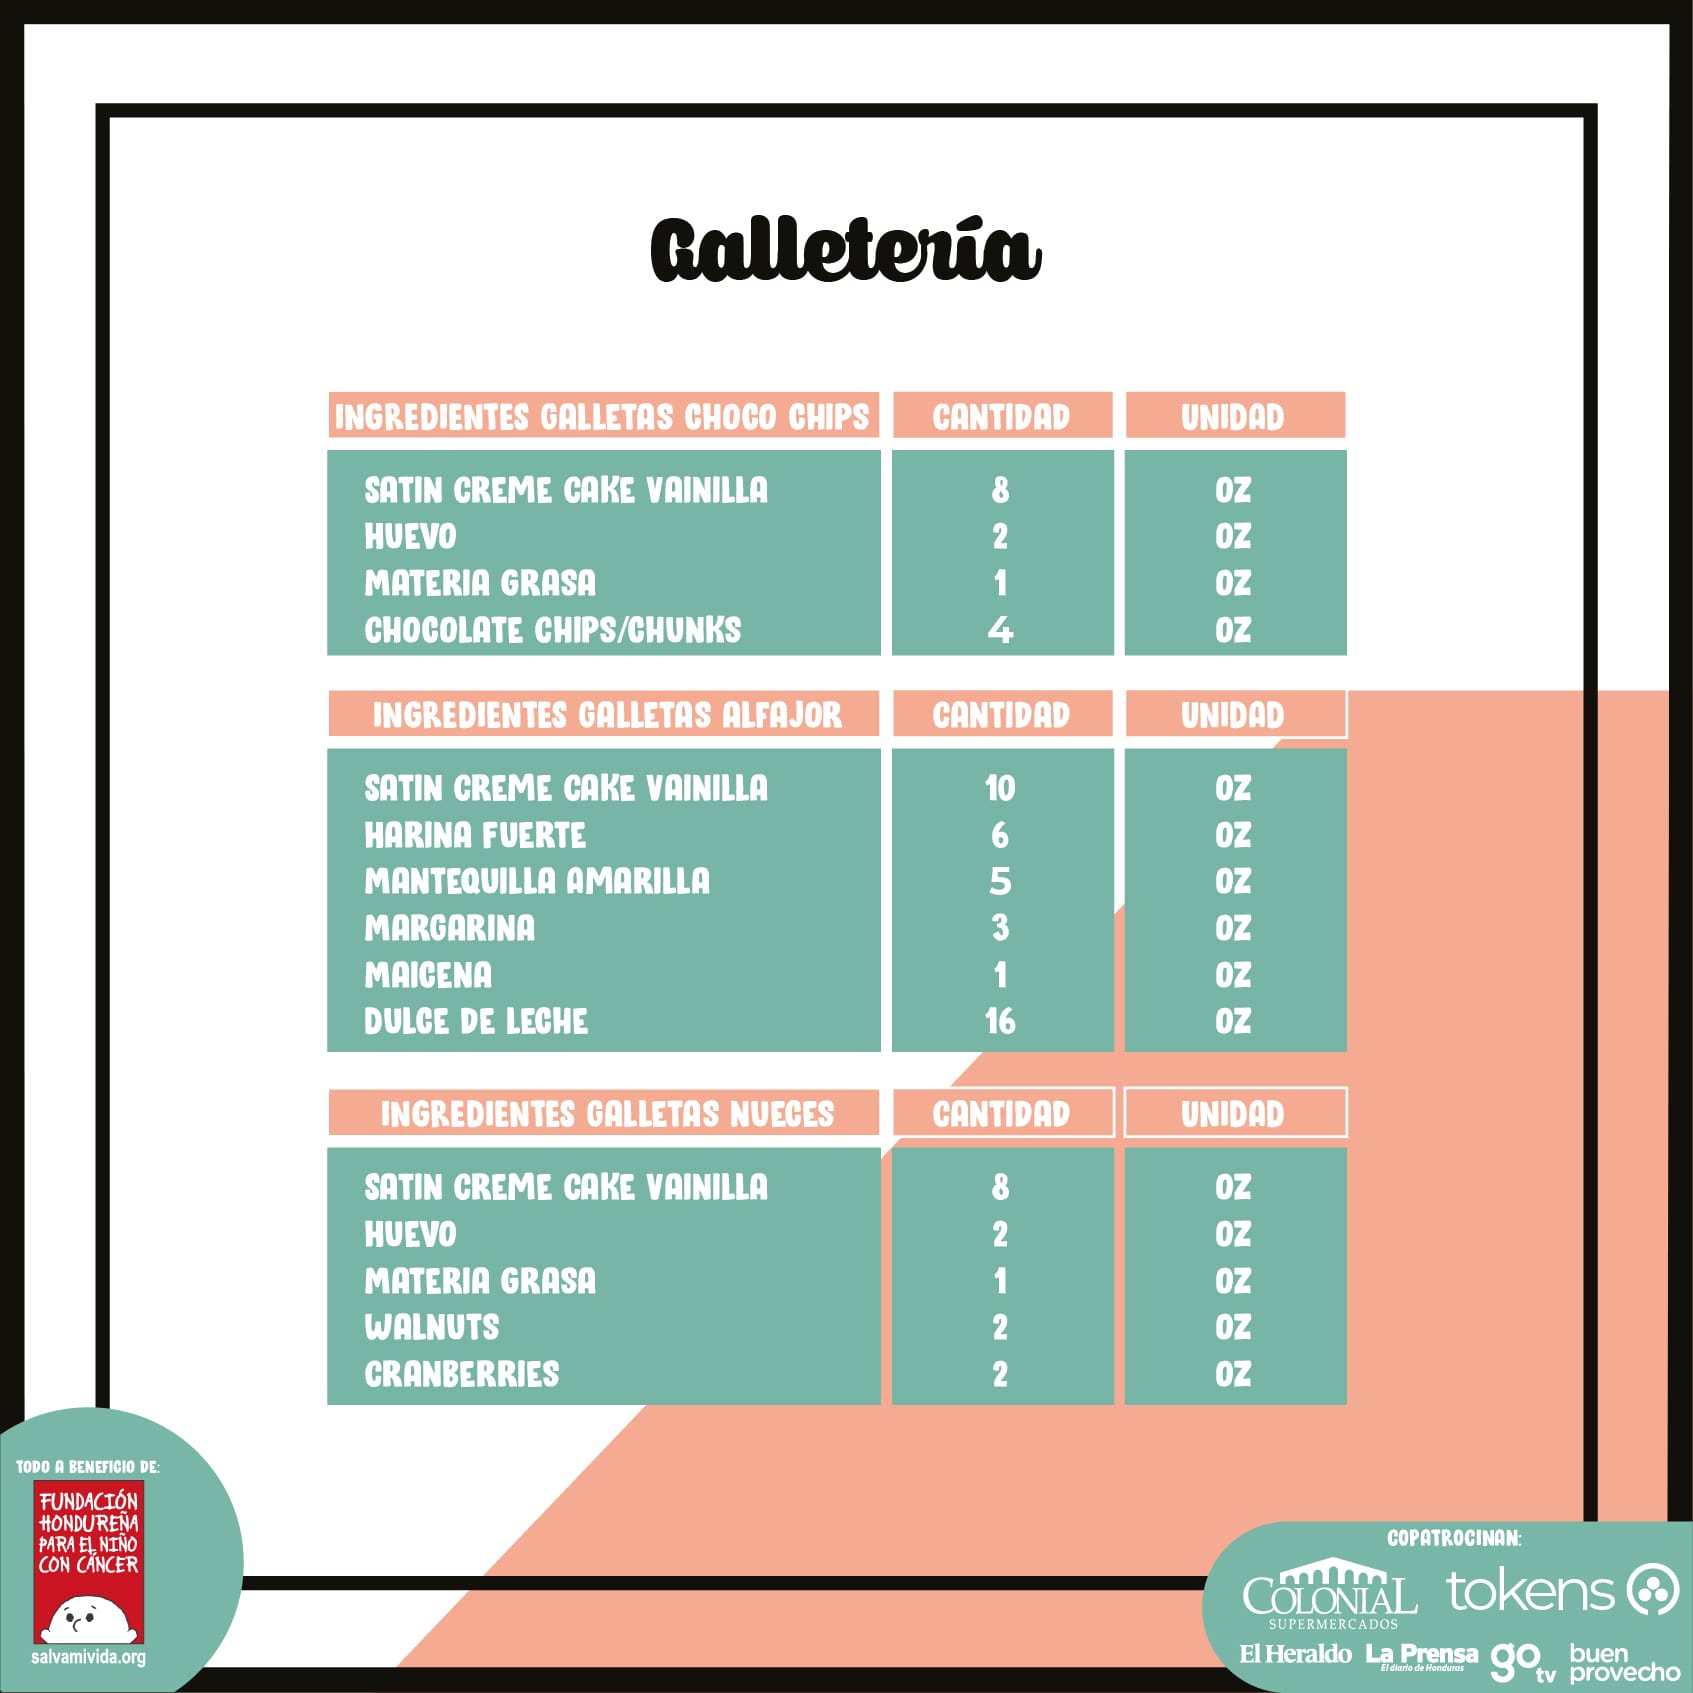 Galletería
INGREDIENTES GALLETAS CHOCO CHIPS CANTIDAD UNIDAD
SATIN CREME CAKE VAINILLA 8 OZ
HUEVO 2 OZ
MATERIA GRASA 1 OZ
CHOCOLATE CHIPS/CHUNKS 4 OZ
INGREDIENTES GALLETAS ALFAJOR CANTIDAD UNIDAD
SATIN CREME CAKE VAINILLA 10 OZ
HARINA FUERTE 6 OZ
MANTEQUILLA AMARILLA 5 OZ
MARGARINA 3 OZ
MAICENA 1 OZ
DULCE DE LECHE 16 OZ
INGREDIENTES GALLETAS NUECES CANTIDAD UNIDAD
SATIN CREME CAKE VAINILLA 8 OZ
HUEVO 2 OZ
MATERIA GRASA 1 OZ
WALNUTS 2 OZ
CRANBERRIES 2 OZ
TODO A BENEFICIO DE:
FUNDACIÓN
HONDUREÑA
PARA EL NIÑO
CON CÁNCER
salvamivida.org
COPATROCINAN:
COLONIAL
SUPERMERCADOS
tokens
El Heraldo
La Prensa
El diario de Honduras
go tv
buen
provecho